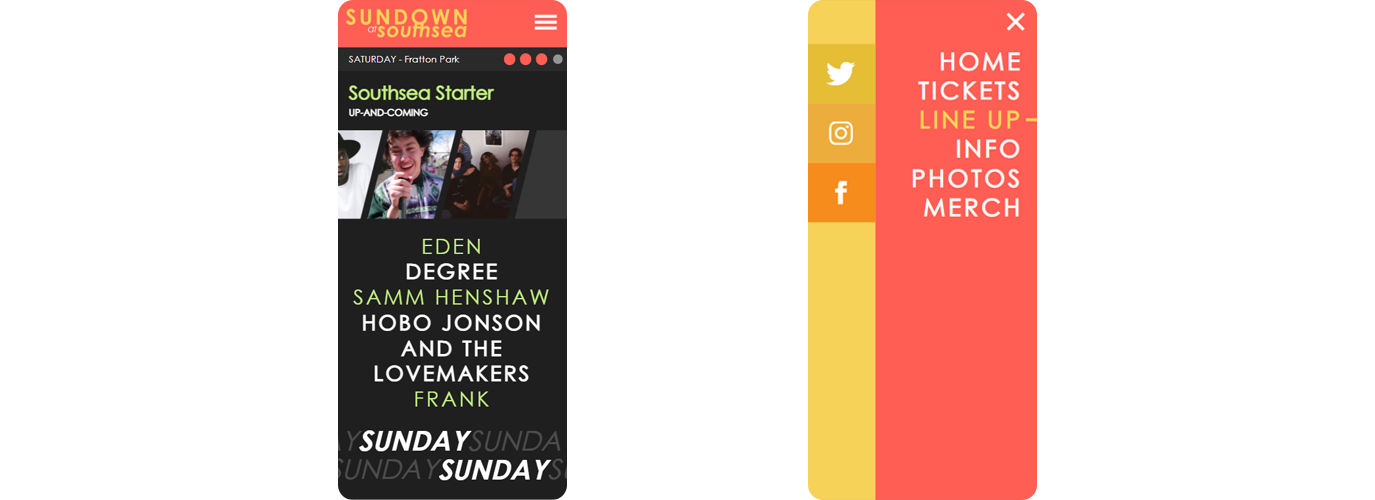 SUNDOWN
at southsea
SATURDAY - Fratton Park
Southsea Starter
UP-AND-COMING
EDEN
DEGREE
SAMM HENSHAW
HOBO JONSON
AND THE
LOVEMAKERS
FRANK
AY SUNDAY SUNDA
SUNDAY SUNDAY S
HOME
TICKETS
LINE UP
INFO
PHOTOS
MERCH